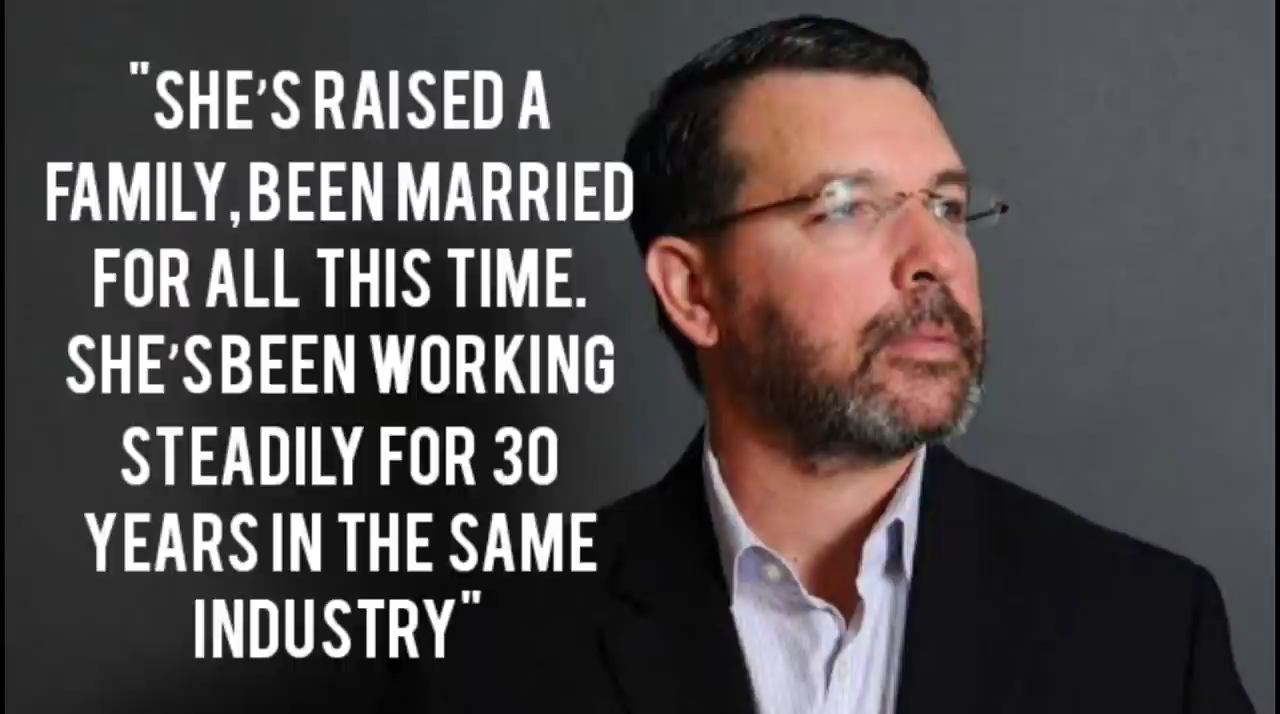 "SHE'S RAISED A
FAMILY, BEEN MARRIED
FOR ALL THIS TIME.
SHE'S BEEN WORKING
STEADILY FOR 30
YEARS IN THE SAME
INDUSTRY"